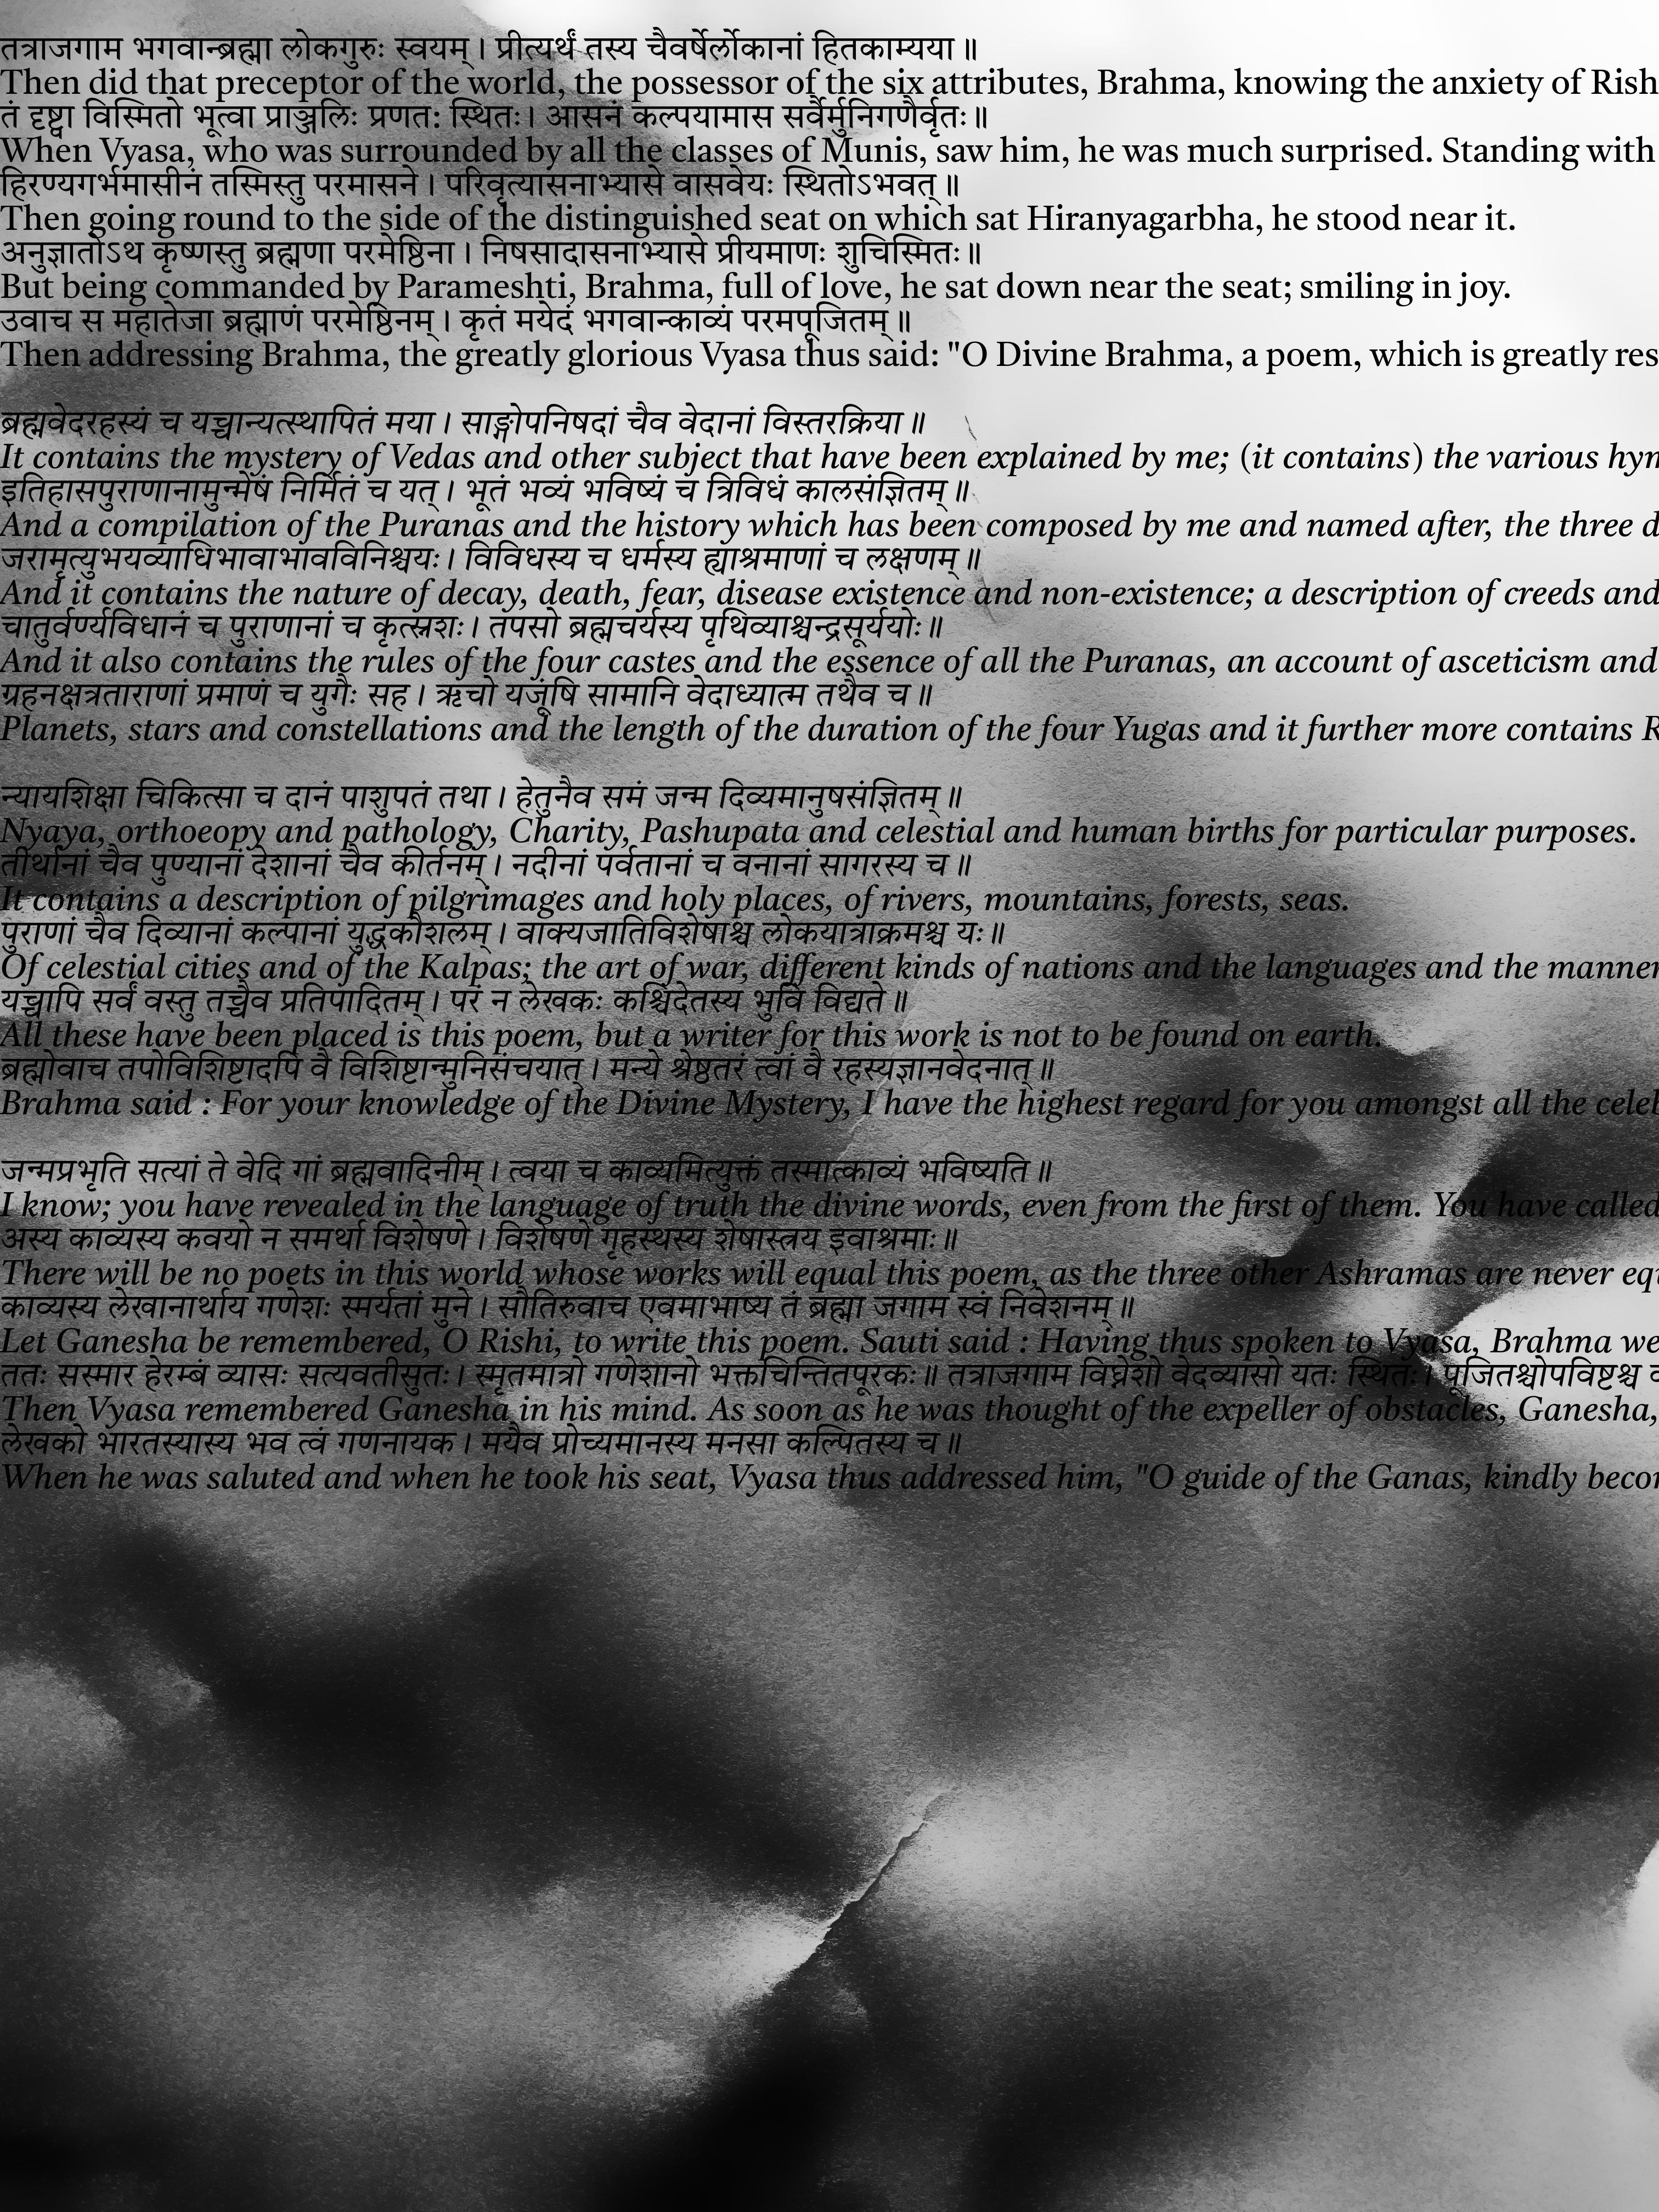 तत्राजगाम भगवान्ब्रह्मा लोकगुरुः स्वयम् । प्रीत्यर्थं तस्य चैवर्षेर्लोकानां हितकाम्यया ॥
Then did that preceptor of the world, the possessor of the six attributes, Brahma, knowing the anxiety of Rish
तं दृष्ट्वा विस्मितो भूत्वा प्राञ्जलिः प्रणत: स्थितः । आसनं कल्पयामास सर्वैर्मुनिगणैर्वृतः ॥
When Vyasa, who was surrounded by all the classes of Munis, saw him, he was much surprised. Standing with
हिरण्यगर्भमासीनं तस्मिस्तु परमासने । परिवृत्यासनाभ्यासे वासवेयः स्थितोऽभवत् ॥
Then going round to the side of the distinguished seat on which sat Hiranyagarbha, he stood near it.
अनुज्ञातोऽथ कृष्णस्तु ब्रह्मणा परमेष्ठिना । निषसादासनाभ्यासे प्रीयमाणः शुचिस्मितः ॥
But being commanded by Parameshti, Brahma, full of love, he sat down near the seat; smiling in joy.
उवाच स महातेजा ब्रह्माणं परमेष्ठिनम् । कृतं मयेदं भगवान्काव्यं परमपूजितम् ॥
Then addressing Brahma, the greatly glorious Vyasa thus said: "O Divine Brahma, a poem, which is greatly res
ब्रह्मवेदरहस्यं च यच्चान्यत्स्थापितं मया । साङ्गोपनिषदां चैव वेदानां विस्तरक्रिया ॥
It contains the mystery of Vedas and other subject that have been explained by me; (it contains) the various hyn
इतिहासपुराणानामुन्मेषं निर्मितं च यत् । भूतं भव्यं भविष्यं च त्रिविधं कालसंज्ञितम् ॥
And a compilation of the Puranas and the history which has been composed by me and named after, the three d
जरामृत्युभयव्याधिभावाभावविनिश्चयः । विविधस्य च धर्मस्य ह्याश्रमाणां च लक्षणम् ॥
And it contains the nature of decay, death, fear, disease existence and non-existence; a description of creeds and
चातुर्वर्ण्यविधानं च पुराणानां च कृत्स्नशः । तपसो ब्रह्मचर्यस्य पृथिव्याश्चन्द्रसूर्ययोः ॥
And it also contains the rules of the four castes and the essence of all the Puranas, an account of asceticism and
ग्रहनक्षत्रताराणां प्रमाणं च युगैः सह । ऋचो यजूंषि सामानि वेदाध्यात्म तथैव च ॥
Planets, stars and constellations and the length of the duration of the four Yugas and it further more contains R
न्यायशिक्षा चिकित्सा च दानं पाशुपतं तथा । हेतुनैव समं जन्म दिव्यमानुषसंज्ञितम् ॥
Nyaya, orthoeopy and pathology, Charity, Pashupata and celestial and human births for particular purposes.
तीर्थानां चैव पुण्यानां देशानां चैव कीर्तनम् । नदीनां पर्वतानां च वनानां सागरस्य च ॥
It contains a description of pilgrimages and holy places, of rivers, mountains, forests, seas.
पुराणां चैव दिव्यानां कल्पानां युद्धकौशलम् । वाक्यजातिविशेषाश्च लोकयात्राक्रमश्च यः ॥
Of celestial cities and of the Kalpas; the art of war, different kinds of nations and the languages and the manner
यच्चापि सर्वं वस्तु तच्चैव प्रतिपादितम् । परं न लेखकः कश्चिदेतस्य भुवि विद्यते ॥
All these have been placed is this poem, but a writer for this work is not to be found on earth.
ब्रह्मोवाच तपोविशिष्टादपि वै विशिष्टान्मुनिसंचयात् । मन्ये श्रेष्ठतरं त्वां वै रहस्यज्ञानवेदनात् ॥
Brahma said : For your knowledge of the Divine Mystery, I have the highest regard for you amongst all the celeb
जन्मप्रभृति सत्यां ते वेदि गां ब्रह्मवादिनीम् । त्वया च काव्यमित्युक्तं तस्मात्काव्यं भविष्यति ॥
I know; you have revealed in the language of truth the divine words, even from the first of them. You have called
अस्य काव्यस्य कवयो न समर्था विशेषणे । विशेषणे गृहस्थस्य शेषास्त्रय इवाश्रमाः ॥
There will be no poets in this world whose works will equal this poem, as the three other Ashramas are never equ
काव्यस्य लेखानार्थाय गणेशः स्मर्यतां मुने । सौतिरुवाच एवमाभाष्य तं ब्रह्मा जगाम स्वं निवेशनम् ॥
Let Ganesha be remembered, O Rishi, to write this poem. Sauti said : Having thus spoken to Vyasa, Brahma we
ततः सस्मार हेरम्बं व्यासः सत्यवतीसुतः । स्मृतमात्रो गणेशानो भक्तचिन्तितपूरकः ॥ तत्राजगाम विघ्नेशो वेदव्यासो यतः स्थितः । पूजितश्चोपविष्टश्च
Then Vyasa remembered Ganesha in his mind. As soon as he was thought of the expeller of obstacles, Ganesha,
लेखको भारतस्यास्य भव त्वं गणनायक । मयैव प्रोच्यमानस्य मनसा कल्पितस्य च ॥
When he was saluted and when he took his seat, Vyasa thus addressed him, "O guide of the Ganas, kindly becor